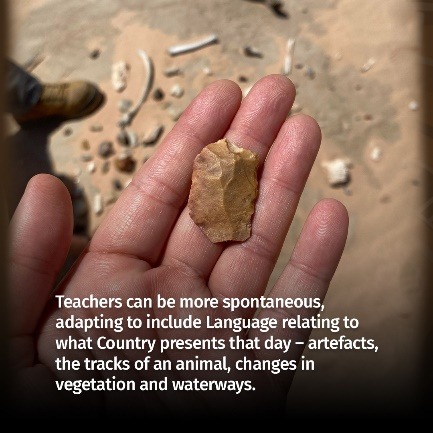 Teachers can be more spontaneous,
adapting to include Language relating to
what Country presents that day – artefacts,
the tracks of an animal, changes in
vegetation and waterways.